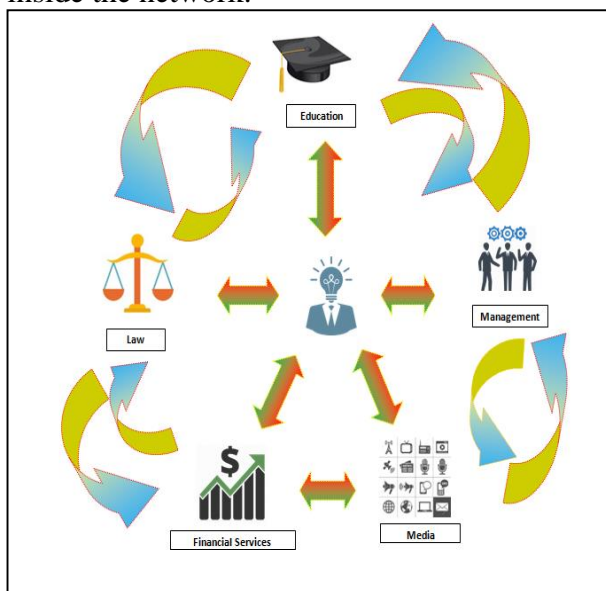 inside the network.
Education
Management
Law
$
Financial Services
Media